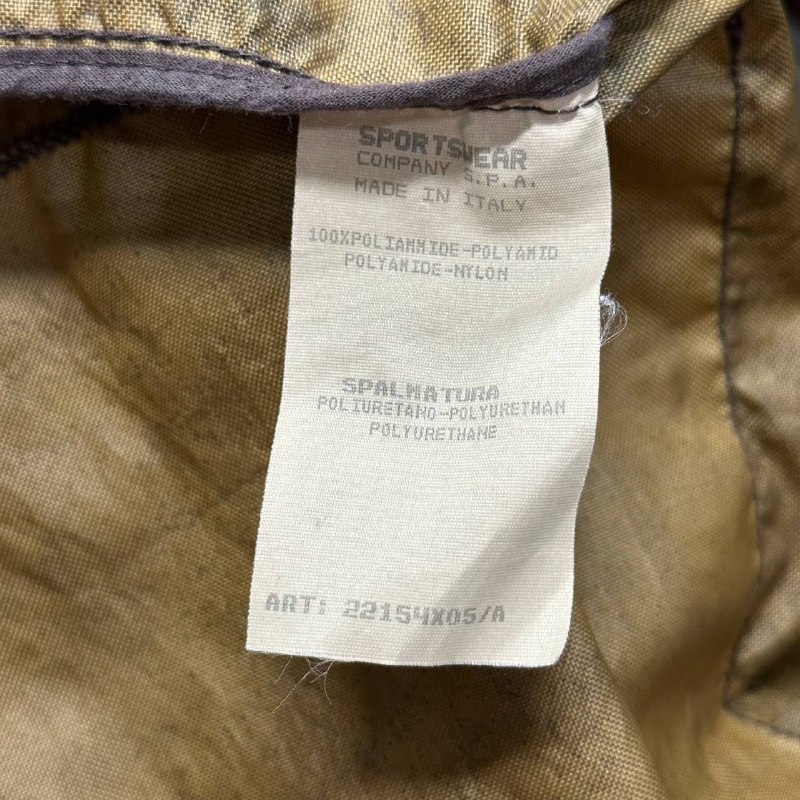 SPORTSWEAR
COMPANY S.P.A.
MADE IN ITALY
100%POLIAMMIDE-POLYAMID
POLYAMIDE-NYLON
SPALMATURA
POLIURETANO-POLYURETHAN
POLYURETHANE
ART: 22154X05/A